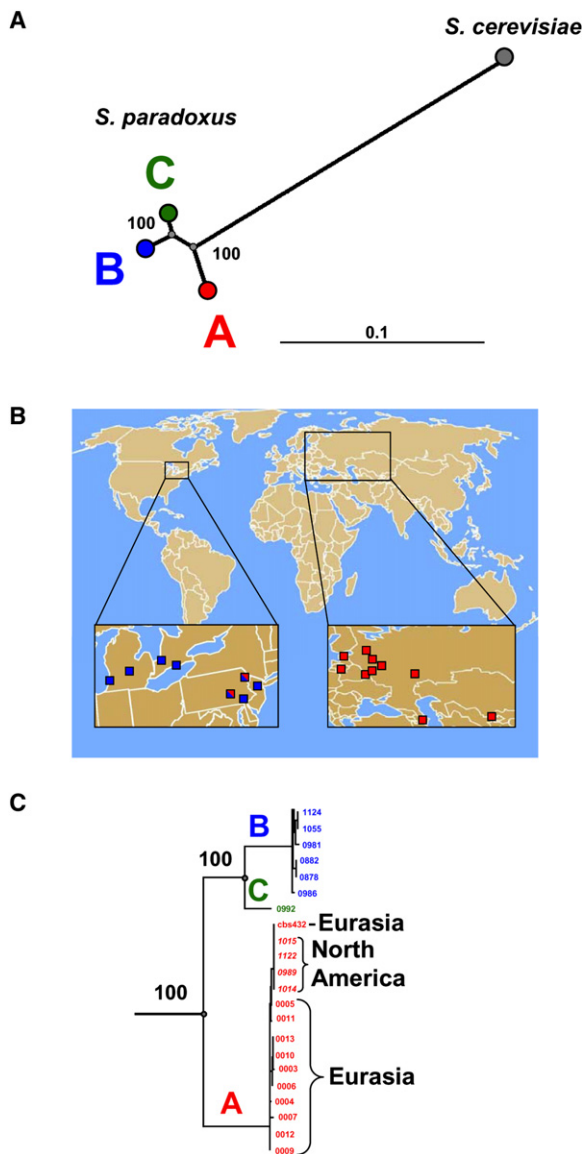 A
S. cerevisiae
S. paradoxus
C
100
B
100
A
0.1
B
C
B
1124
1055
0981
100
0882
0878
0986
C
0992
cbs432
Eurasia
1015
North
1122
America
0989
1014
100
0005
0011
0013
0010
0003
Eurasia
0006
0004
A
0007
0012
0009